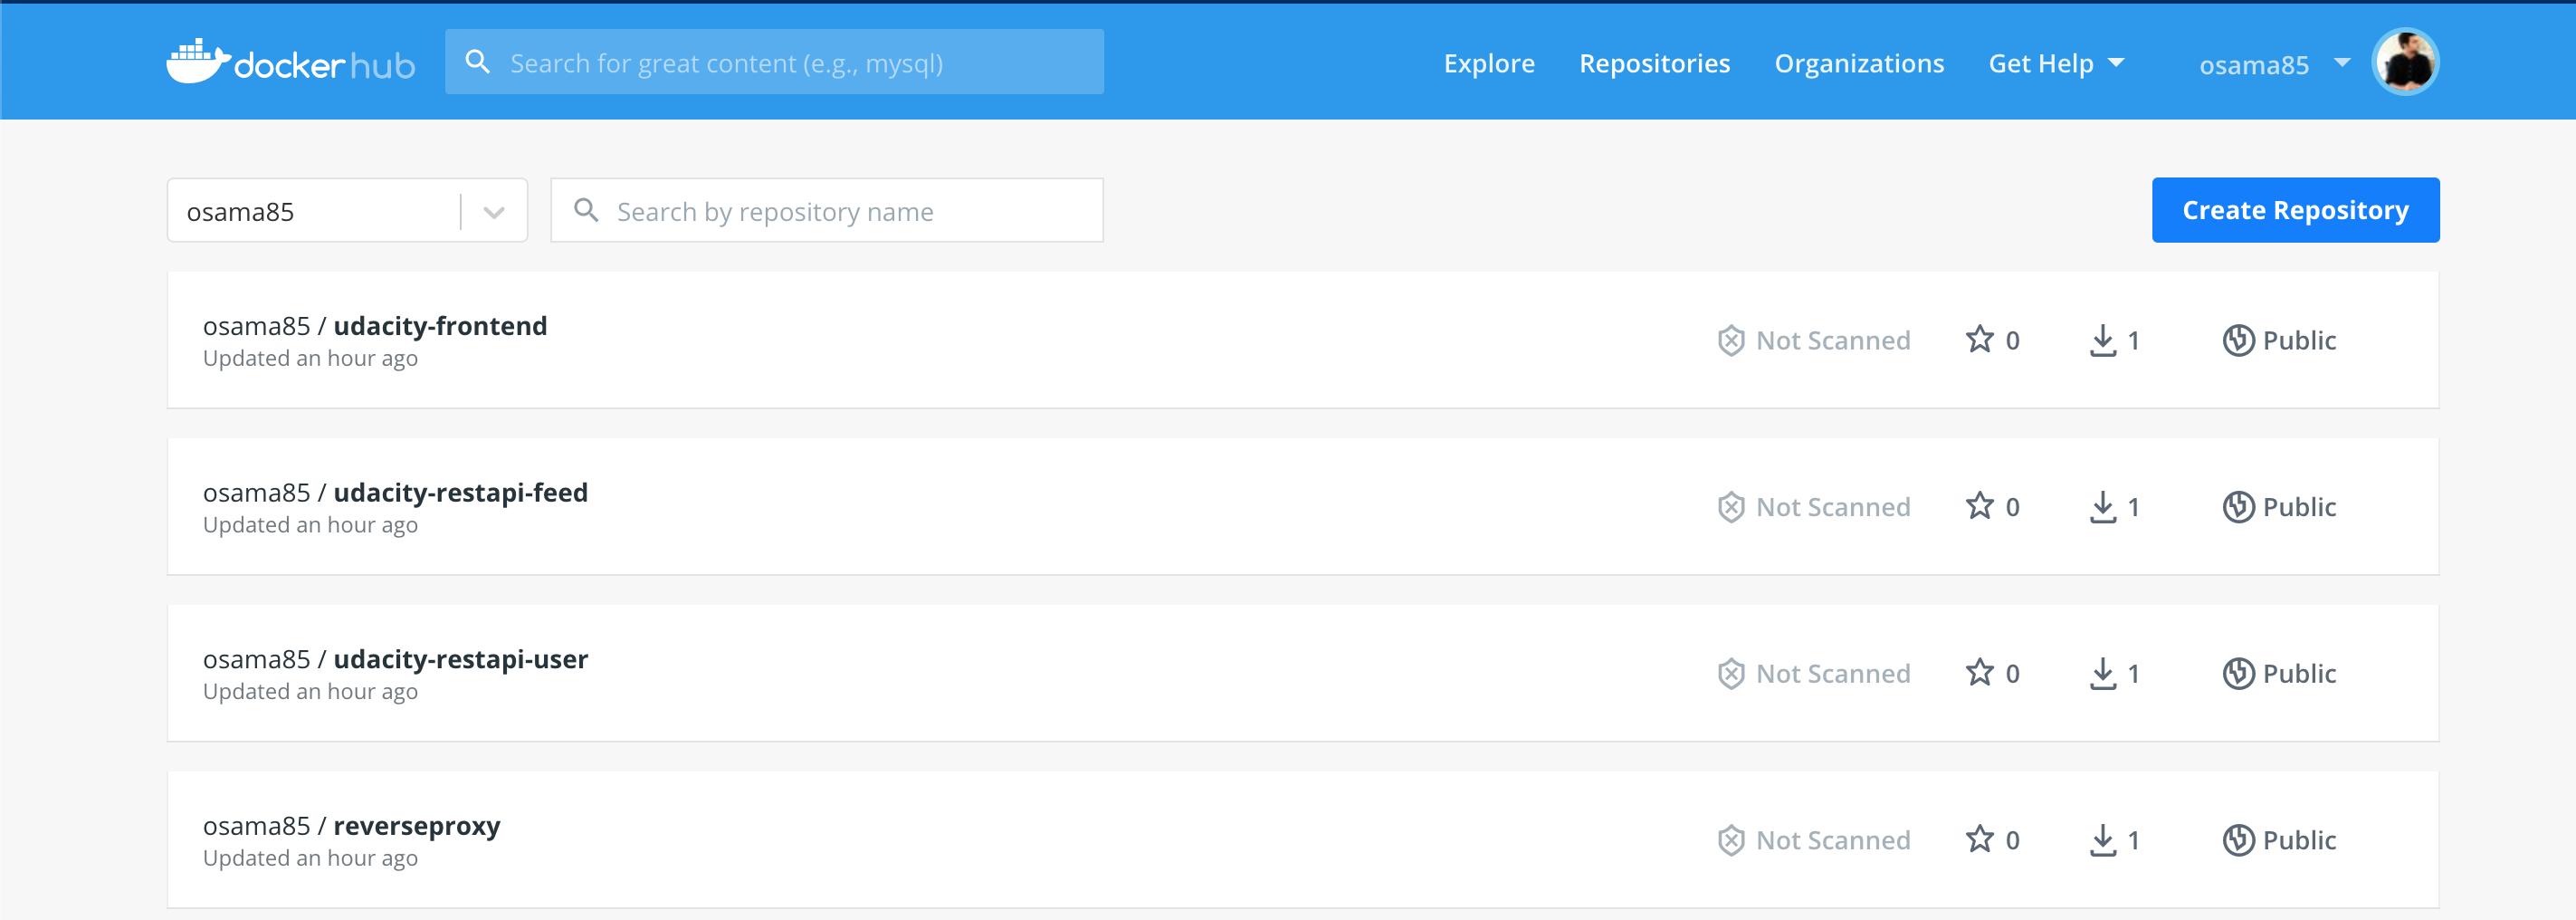 docker hub
Search for great content (e.g., mysql)
Explore
Repositories
Organizations
Get Help
osama85
osama85
Search by repository name
Create Repository
osama85 / udacity-frontend
Updated an hour ago
Not Scanned
0
1
Public
osama85 / udacity-restapi-feed
Updated an hour ago
Not Scanned
0
1
Public
osama85 / udacity-restapi-user
Updated an hour ago
Not Scanned
0
1
Public
osama85 / reverseproxy
Updated an hour ago
Not Scanned
0
1
Public